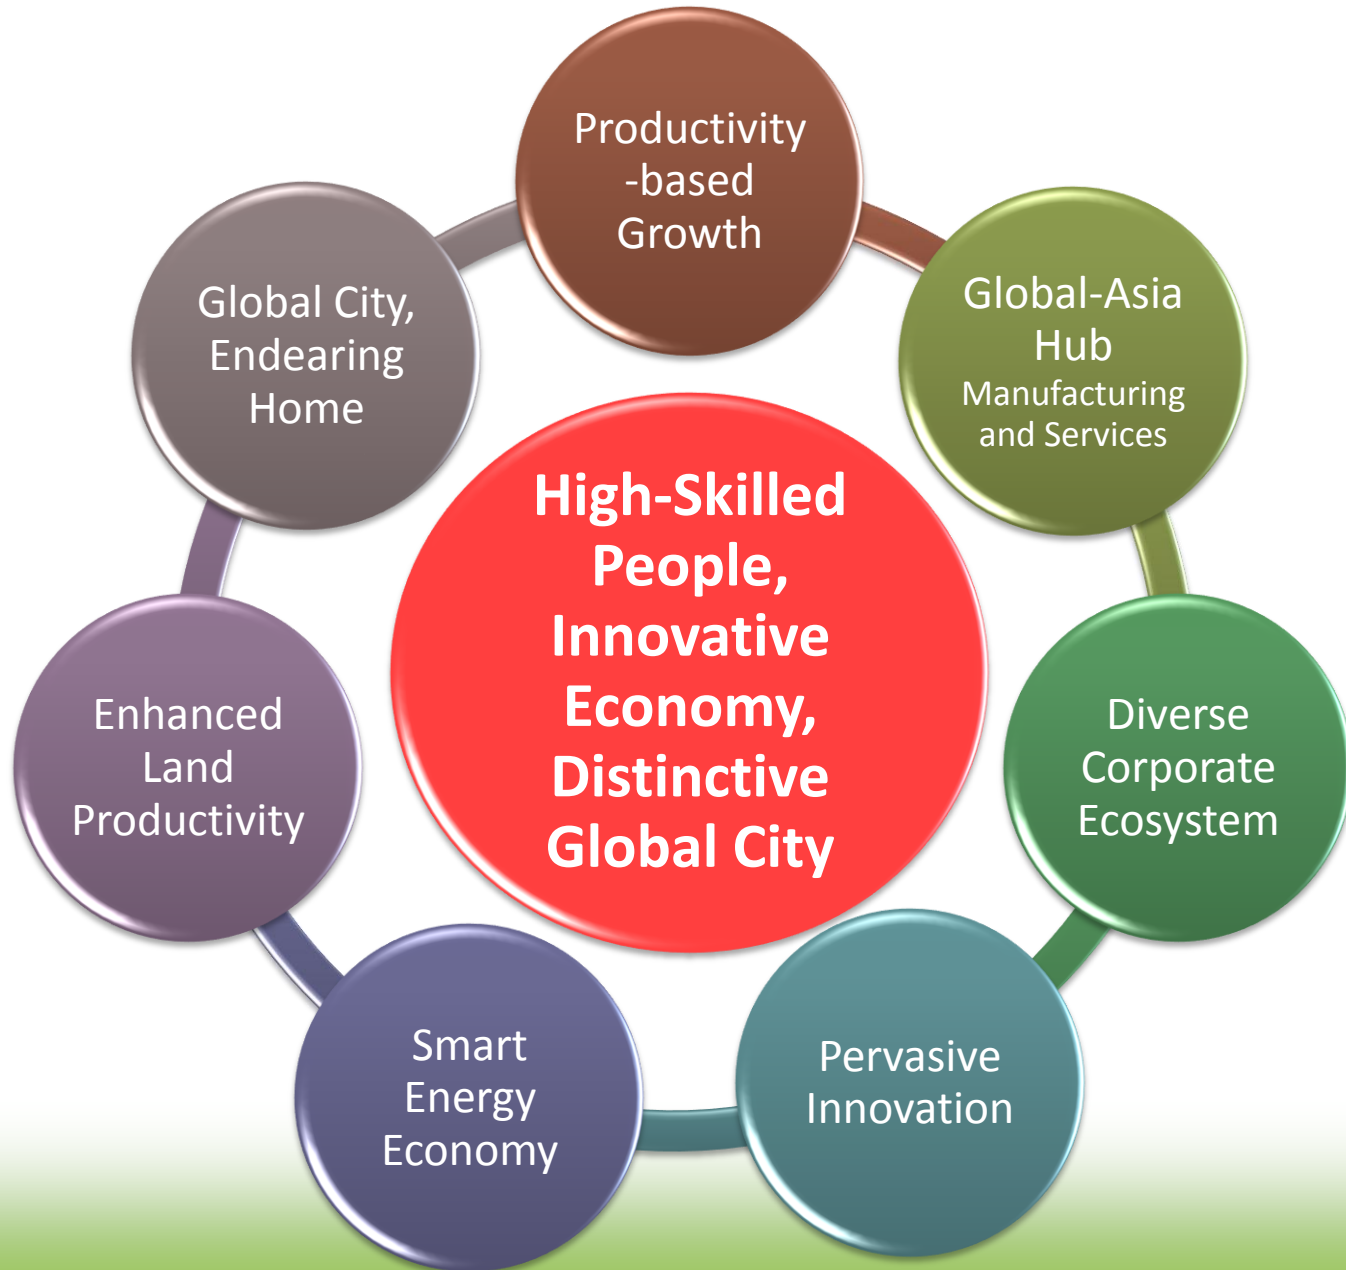 Productivity
-based
Growth
Global-Asia
Hub
Manufacturing
and Services
Diverse
Corporate
Ecosystem
Pervasive
Innovation
Smart
Energy
Economy
Enhanced
Land
Productivity
Global City,
Endearing
Home
High-Skilled
People,
Innovative
Economy,
Distinctive
Global City